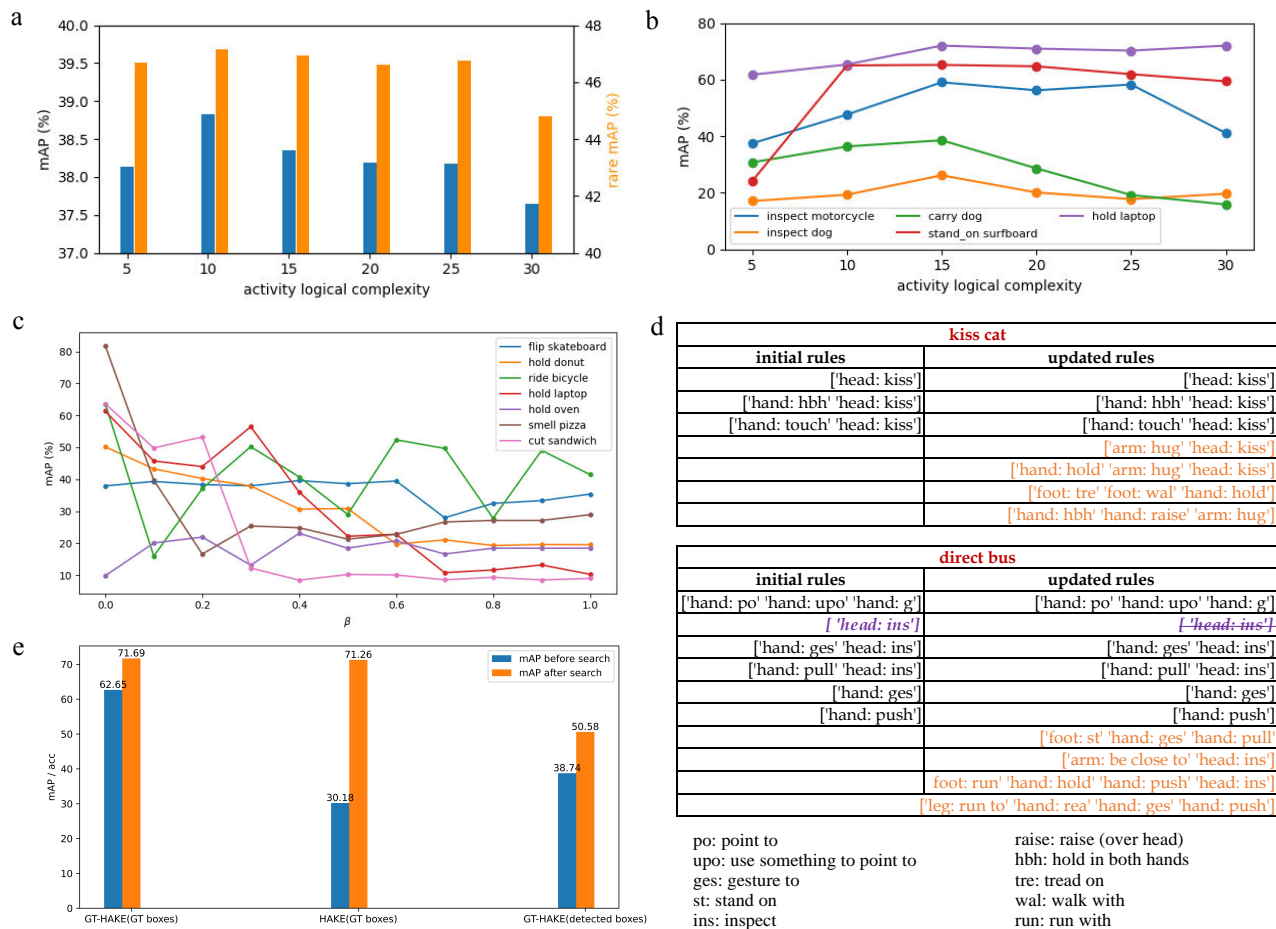 a
40.0
39.5
39.0
38.5
38.0
37.5
37.0
mAP (%)
48
46
44
42
40
rare mAP (%)
5 10 15 20 25 30
activity logical complexity
b
80
60
40
20
0
mAP (%)
inspect motorcycle
inspect dog
carry dog
stand_on surfboard
hold laptop
5 10 15 20 25 30
activity logical complexity
c
80
70
60
50
40
30
20
10
mAP (%)
flip skateboard
hold donut
ride bicycle
hold laptop
hold oven
smell pizza
cut sandwich
0.0 0.2 0.4 0.6 0.8 1.0
β
d
kiss cat
initial rules updated rules
['head: kiss'] ['head: kiss']
['hand: hbh' 'head: kiss'] ['hand: hbh' 'head: kiss']
['hand: touch' 'head: kiss'] ['hand: touch' 'head: kiss']
['arm: hug' 'head: kiss']
['hand: hold' 'arm: hug' 'head: kiss']
['foot: tre' 'foot: wal' 'hand: hold']
['hand: hbh' 'hand: raise' 'arm: hug']
direct bus
initial rules updated rules
['hand: po' 'hand: upo' 'hand: g'] ['hand: po' 'hand: upo' 'hand: g']
[ 'head: ins'] [ 'head: ins']
['hand: ges' 'head: ins'] ['hand: ges' 'head: ins']
['hand: pull' 'head: ins'] ['hand: pull' 'head: ins']
['hand: ges'] ['hand: ges']
['hand: push'] ['hand: push']
['foot: st' 'hand: ges' 'hand: pull'
['arm: be close to' 'head: ins']
foot: run' 'hand: hold' 'hand: push' 'head: ins']
['leg: run to' 'hand: rea' 'hand: ges' 'hand: push']
po: point to
upo: use something to point to
ges: gesture to
st: stand on
ins: inspect
raise: raise (over head)
hbh: hold in both hands
tre: tread on
wal: walk with
run: run with
e
70
60
50
40
30
20
10
0
mAP / acc
mAP before search
mAP after search
62.65 71.69
30.18 71.26
38.74 50.58
GT-HAKE(GT boxes) HAKE(GT boxes) GT-HAKE(detected boxes)